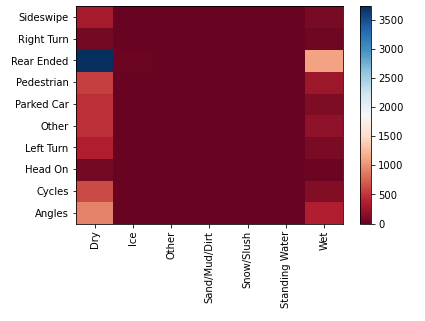 Sideswipe
Right Turn
Rear Ended
Pedestrian
Parked Car
Other
Left Turn
Head On
Cycles
Angles
Dry
Ice
Other
Sand/Mud/Dirt
Snow/Slush
Standing Water
Wet
3500
3000
2500
2000
1500
1000
500
0